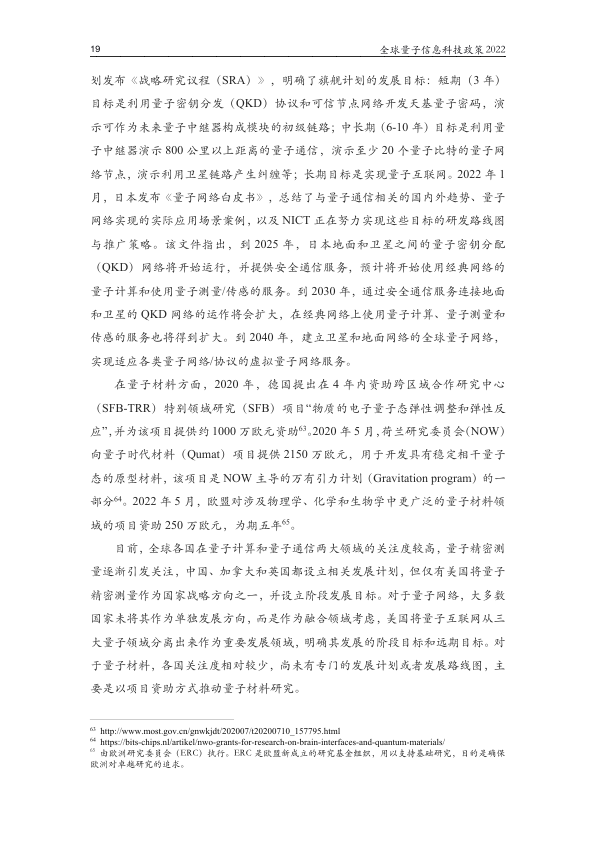 19 全球量子信息科技政策 2022
划发布《战略研究议程（SRA）》，明确了旗舰计划的发展目标：短期（3 年）
目标是利用量子密钥分发（QKD）协议和可信节点网络开发天基量子密码，演
示可作为未来量子中继器构成模块的初级链路；中长期（6-10 年）目标是利用量
子中继器演示 800 公里以上距离的量子通信，演示至少 20 个量子比特的量子网
络节点，演示利用卫星链路产生纠缠等；长期目标是实现量子互联网。2022 年 1
月，日本发布《量子网络白皮书》，总结了与量子通信相关的国内外趋势、量子
网络实现的实际应用场景案例，以及 NICT 正在努力实现这些目标的研发路线图
与推广策略。该文件指出，到 2025 年，日本地面和卫星之间的量子密钥分配
（QKD）网络将开始运行，并提供安全通信服务，预计将开始使用经典网络的
量子计算和使用量子测量/传感的服务。到 2030 年，通过安全通信服务连接地面
和卫星的 QKD 网络的运作将会扩大，在经典网络上使用量子计算、量子测量和
传感的服务也将得到扩大。到 2040 年，建立卫星和地面网络的全球量子网络，
实现适应各类量子网络/协议的虚拟量子网络服务。
在量子材料方面，2020 年，德国提出在 4 年内资助跨区域合作研究中心
（SFB-TRR）特别领域研究（SFB）项目“物质的电子量子态弹性调整和弹性反
应”，并为该项目提供约 1000 万欧元资助63。2020 年 5 月，荷兰研究委员会（NOW）
向量子时代材料（Qumat）项目提供 2150 万欧元，用于开发具有稳定相干量子
态的原型材料，该项目是 NOW 主导的万有引力计划（Gravitation program）的一
部分64。2022 年 5 月，欧盟对涉及物理学、化学和生物学中更广泛的量子材料领
域的项目资助 250 万欧元，为期五年65。
目前，全球各国在量子计算和量子通信两大领域的关注度较高，量子精密测
量逐渐引发关注，中国、加拿大和英国都设立相关发展计划，但仅有美国将量子
精密测量作为国家战略方向之一，并设立阶段发展目标。对于量子网络，大多数
国家未将其作为单独发展方向，而是作为融合领域考虑，美国将量子互联网从三
大量子领域分离出来作为重要发展领域，明确其发展的阶段目标和远期目标。对
于量子材料，各国关注度相对较少，尚未有专门的发展计划或者发展路线图，主
要是以项目资助方式推动量子材料研究。
63 http://www.most.gov.cn/gnwkjdt/202007/t20200710_157795.html
64 https://bits-chips.nl/artikel/nwo-grants-for-research-on-brain-interfaces-and-quantum-materials/
65 由欧洲研究委员会（ERC）执行。ERC 是欧盟新成立的研究基金组织，用以支持基础研究，目的是确保
欧洲对卓越研究的追求。